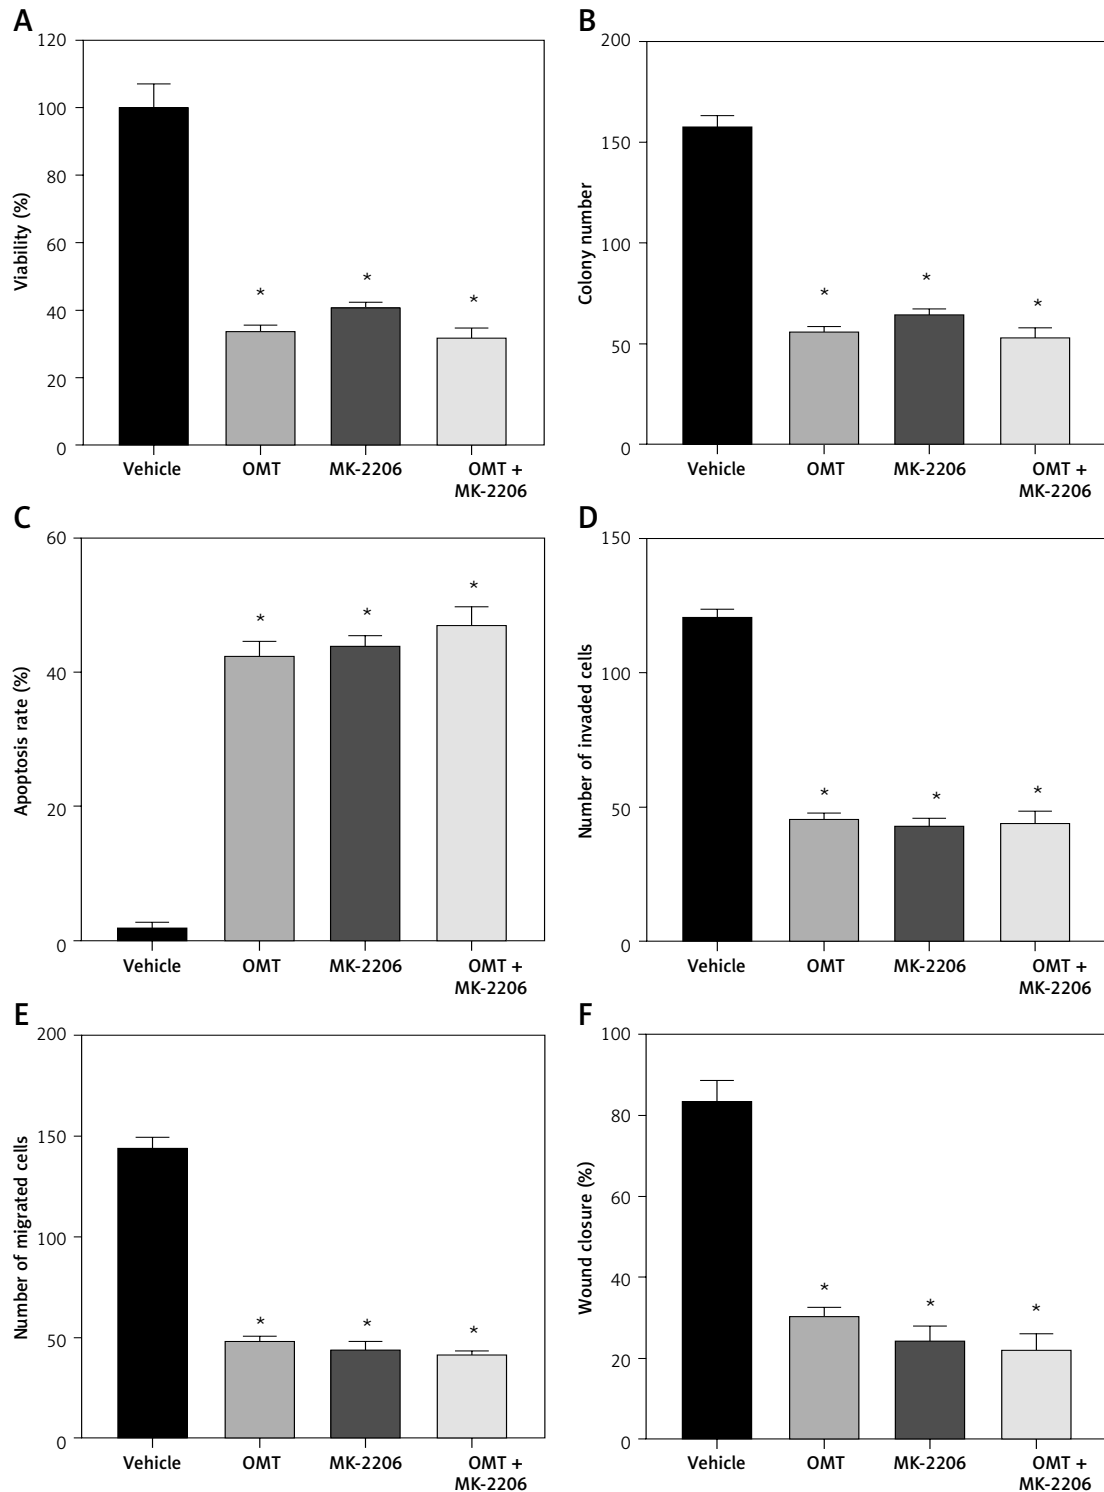 A
Viability (%)
120
100
80
60
40
20
0
*
*
*
Vehicle OMT MK-2206 OMT +
MK-2206
B
Colony number
200
150
100
50
0
*
*
*
Vehicle OMT MK-2206 OMT +
MK-2206
C
Apoptosis rate (%)
60
40
20
0
*
*
*
Vehicle OMT MK-2206 OMT +
MK-2206
D
Number of invaded cells
150
100
50
0
*
*
*
Vehicle OMT MK-2206 OMT +
MK-2206
E
Number of migrated cells
200
150
100
50
0
*
*
*
Vehicle OMT MK-2206 OMT +
MK-2206
F
Wound closure (%)
100
80
60
40
20
0
*
*
*
Vehicle OMT MK-2206 OMT +
MK-2206